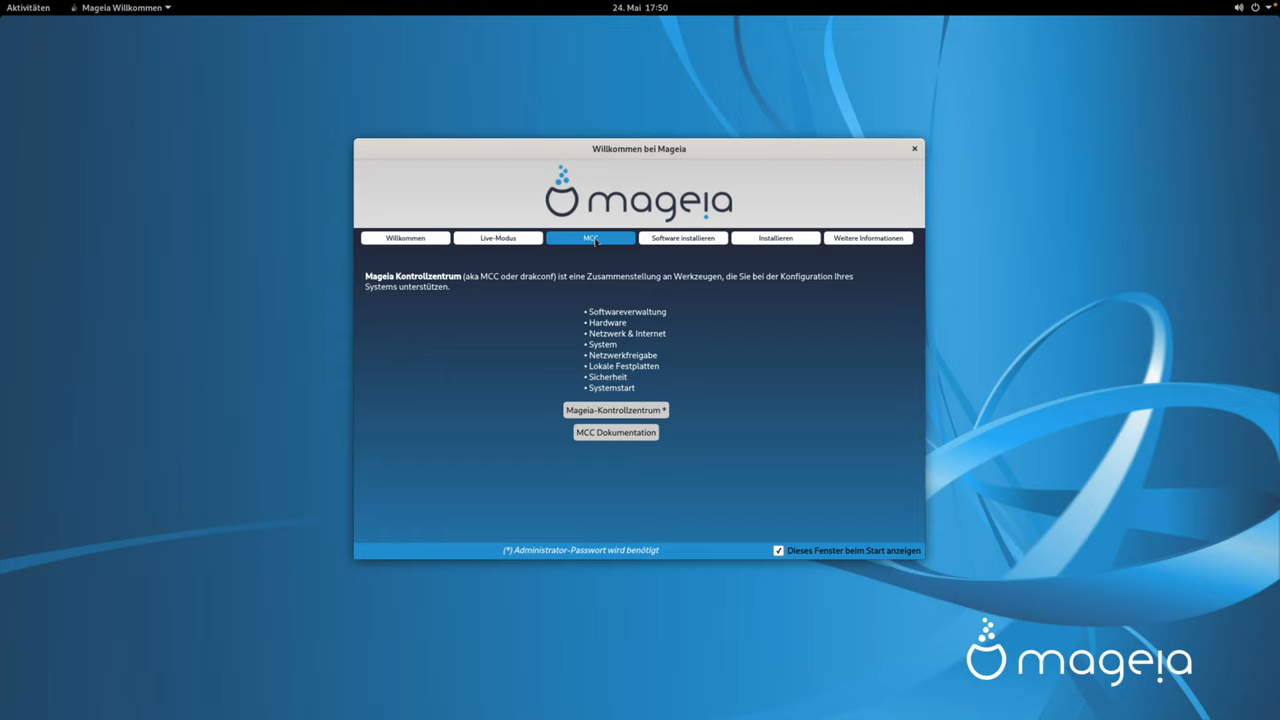 Aktivitäten
Mageia Willkommen
24. Mai 17:50
Willkommen bei Mageia
mageia
Willkommen
Live-Modus
MCC
Software installieren
Installieren
Weitere Informationen
Mageia Kontrollzentrum (aka MCC oder drakconf) ist eine Zusammenstellung an Werkzeugen, die Sie bei der Konfiguration Ihres
Systems unterstützen.
• Softwareverwaltung
• Hardware
• Netzwerk & Internet
• System
• Netzwerkfreigabe
• Lokale Festplatten
• Sicherheit
• Systemstart
Mageia-Kontrollzentrum *
MCC Dokumentation
(*) Administrator-Passwort wird benötigt
Dieses Fenster beim Start anzeigen
mageia